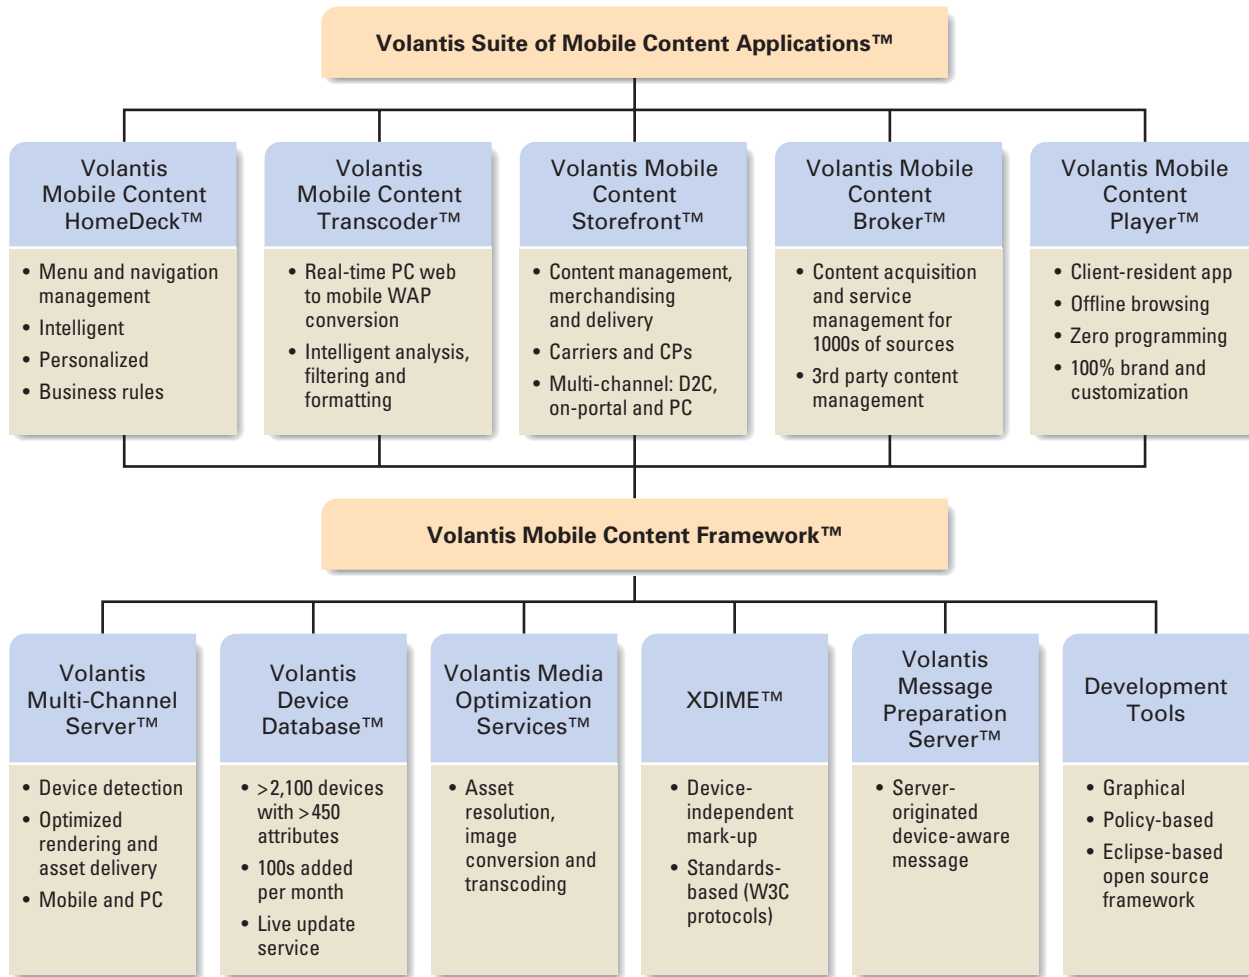 Volantis Suite of Mobile Content Applications™
Volantis
Mobile Content
HomeDeck™
• Menu and navigation
management
• Intelligent
• Personalized
• Business rules
Volantis
Mobile Content
Transcoder™
• Real-time PC web
to mobile WAP
conversion
• Intelligent analysis,
filtering and
formatting
Volantis Mobile
Content
Storefront™
• Content management,
merchandising
and delivery
• Carriers and CPs
• Multi-channel: D2C,
on-portal and PC
Volantis Mobile
Content
Broker™
• Content acquisition
and service
management for
1000s of sources
• 3rd party content
management
Volantis Mobile
Content
Player™
• Client-resident app
• Offline browsing
• Zero programming
• 100% brand and
customization
Volantis Mobile Content Framework™
Volantis
Multi-Channel
Server™
• Device detection
• Optimized
rendering and
asset delivery
• Mobile and PC
Volantis
Device
Database™
• >2,100 devices
with >450
attributes
• 100s added
per month
• Live update
service
Volantis Media
Optimization
Services™
• Asset
resolution,
image
conversion and
transcoding
XDIME™
• Device-
independent
mark-up
• Standards-
based (W3C
protocols)
Volantis
Message
Preparation
Server™
• Server-
originated
device-aware
message
Development
Tools
• Graphical
• Policy-based
• Eclipse-based
open source
framework